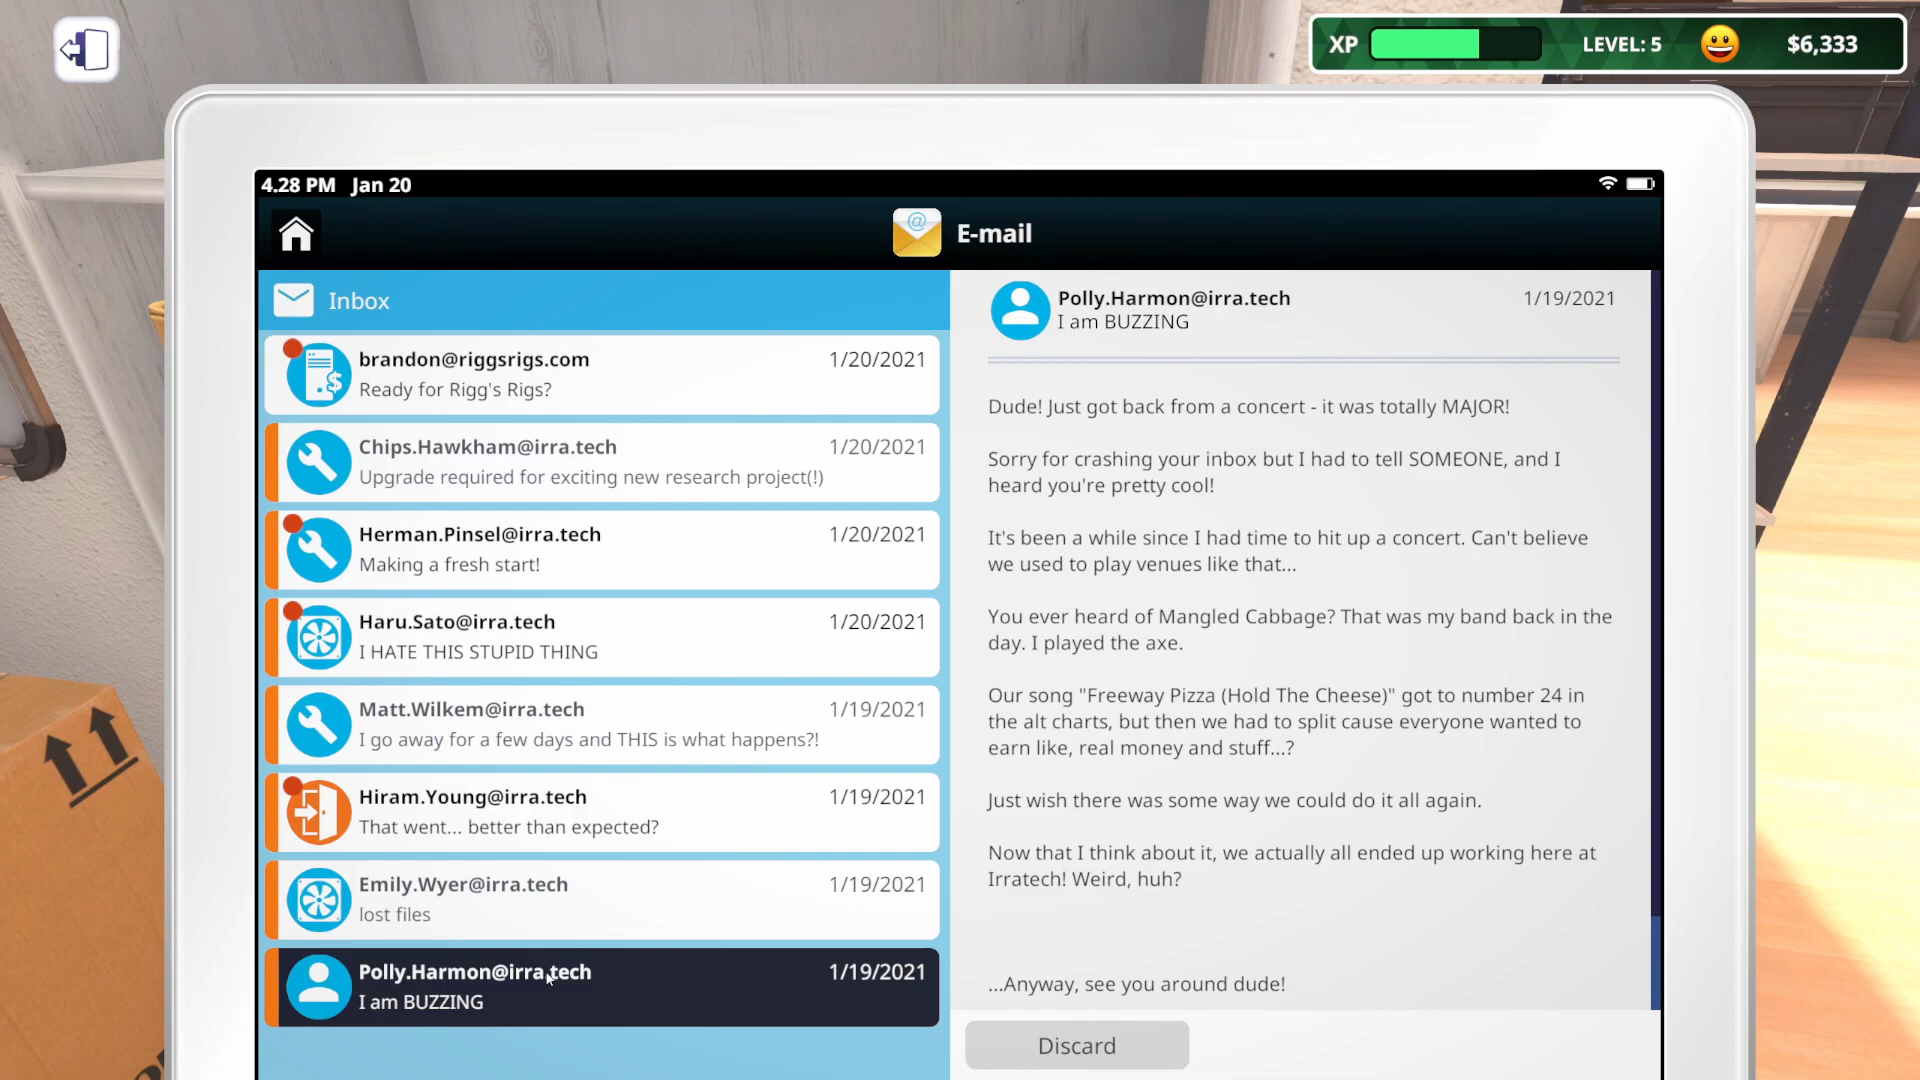 XP
LEVEL: 5
$6,333
4.28 PM Jan 20
E-mail
Inbox
brandon@riggsrigs.com 1/20/2021
Ready for Rigg's Rigs?
Chips.Hawkham@irra.tech 1/20/2021
Upgrade required for exciting new research project(!)
Herman.Pinsel@irra.tech 1/20/2021
Making a fresh start!
Haru.Sato@irra.tech 1/20/2021
I HATE THIS STUPID THING
Matt.Wilkem@irra.tech 1/19/2021
I go away for a few days and THIS is what happens?!
Hiram.Young@irra.tech 1/19/2021
That went... better than expected?
Emily.Wyer@irra.tech 1/19/2021
lost files
Polly.Harmon@irra.tech 1/19/2021
I am BUZZING
Polly.Harmon@irra.tech 1/19/2021
I am BUZZING
Dude! Just got back from a concert - it was totally MAJOR!
Sorry for crashing your inbox but I had to tell SOMEONE, and I
heard you're pretty cool!
It's been a while since I had time to hit up a concert. Can't believe
we used to play venues like that...
You ever heard of Mangled Cabbage? That was my band back in the
day. I played the axe.
Our song "Freeway Pizza (Hold The Cheese)" got to number 24 in
the alt charts, but then we had to split cause everyone wanted to
earn like, real money and stuff...?
Just wish there was some way we could do it all again.
Now that I think about it, we actually all ended up working here at
Irratech! Weird, huh?
...Anyway, see you around dude!
Discard